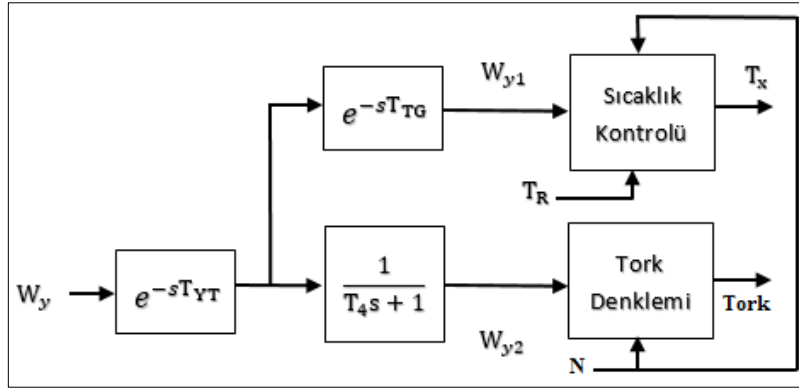 W_y1
T_x
e^{-sT_TG}
Sıcaklık
Kontrolü
T_R
W_y
e^{-sT_YT}
1
T_4s + 1
Tork
Denklemi
Tork
W_y2
N